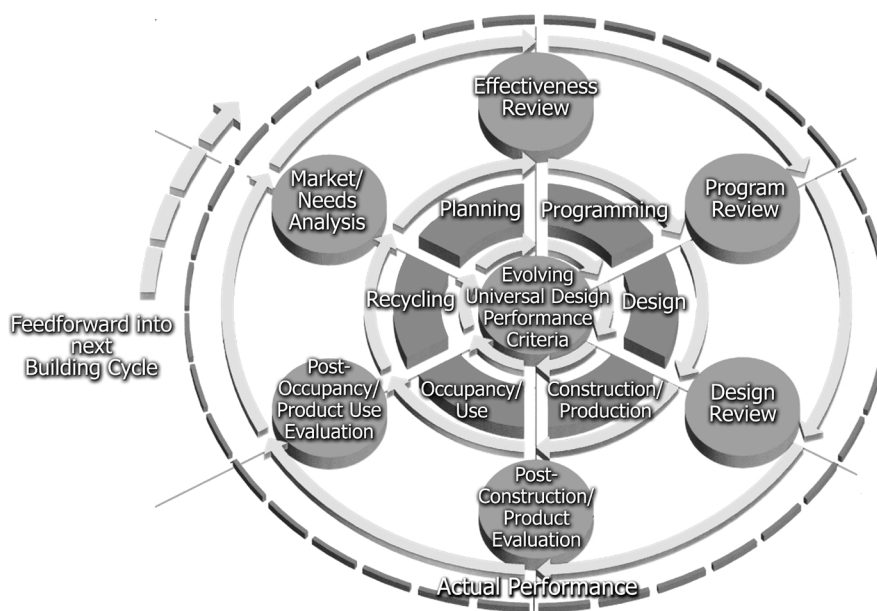 Effectiveness
Review
Market/
Needs
Analysis
Program
Review
Planning
Programming
Recycling
Evolving
Universal Design
Performance
Criteria
Design
Feedforward into
next
Building Cycle
Post-
Occupancy/
Product Use
Evaluation
Occupancy/
Use
Construction/
Production
Design
Review
Post-
Construction/
Product
Evaluation
Actual Performance